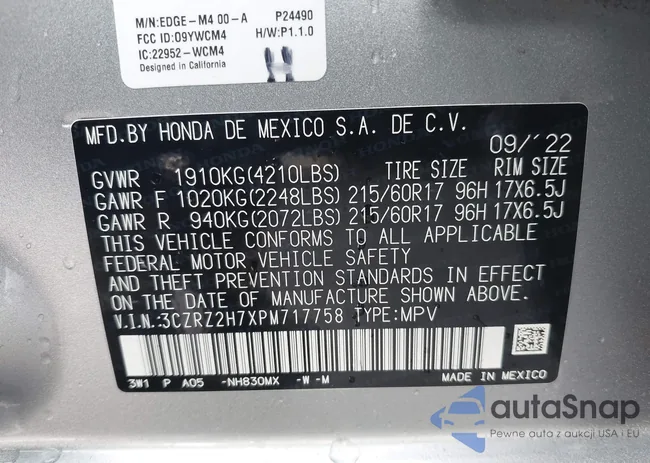 M/N:EDGE-M4 00-A P24490
FCC ID:O9YWCM4 H/W:P1.1.0
IC:22952-WCM4
Designed in California
MFD.BY HONDA DE MEXICO S.A. DE C.V.
09/'22
GVWR 1910KG(4210LBS) TIRE SIZE RIM SIZE
GAWR F 1020KG(2248LBS) 215/60R17 96H 17X6.5J
GAWR R 940KG(2072LBS) 215/60R17 96H 17X6.5J
THIS VEHICLE CONFORMS TO ALL APPLICABLE
FEDERAL MOTOR VEHICLE SAFETY
AND THEFT PREVENTION STANDARDS IN EFFECT
ON THE DATE OF MANUFACTURE SHOWN ABOVE.
V.I.N.:3CZRZ2H7XPM717758 TYPE:MPV
3W1 P A05 -NH830MX -W -M MADE IN MEXICO
autaSnap
Pewne auta z aukcji USA i EU